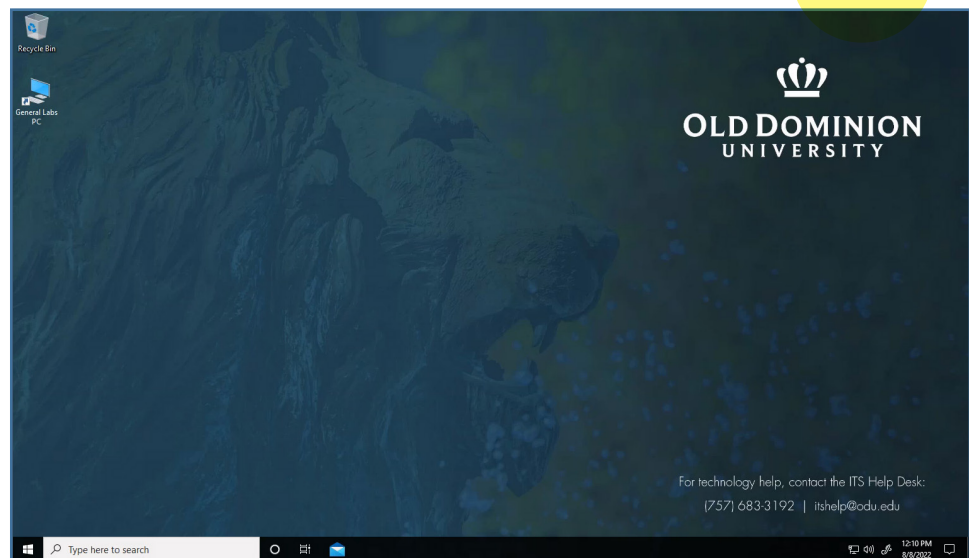 Recycle Bin
General Labs
PC
OLD DOMINION
UNIVERSITY
For technology help, contact the ITS Help Desk:
(757) 683-3192 | itshelp@odu.edu
Type here to search
12:10 PM
8/8/2022